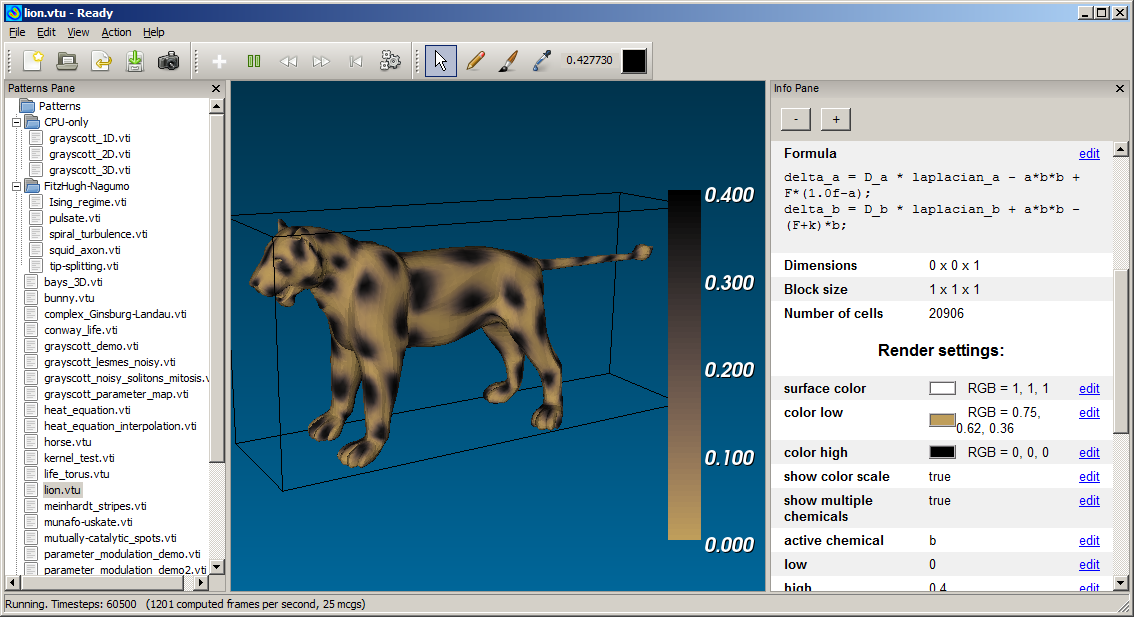 lion.vtu - Ready
File Edit View Action Help
0.427730
Patterns Pane
Patterns
CPU-only
grayscott_1D.vti
grayscott_2D.vti
grayscott_3D.vti
FitzHugh-Nagumo
Ising_regime.vti
pulsate.vti
spiral_turbulence.vti
squid_axon.vti
tip-splitting.vti
bays_3D.vti
bunny.vtu
complex_Ginsburg-Landau.vti
conway_life.vti
grayscott_demo.vti
grayscott_lesmes_noisy.vti
grayscott_noisy_solitons_mitosis.v
grayscott_parameter_map.vti
heat_equation.vti
heat_equation_interpolation.vti
horse.vtu
kernel_test.vti
life_torus.vtu
lion.vtu
meinhardt_stripes.vti
munafo-uskate.vti
mutually-catalytic_spots.vti
parameter_modulation_demo.vti
parameter_modulation_demo2.vti
0.400
0.300
0.200
0.100
0.000
Info Pane
- +
Formula edit
delta_a = D_a * laplacian_a - a*b*b +
F*(1.0f-a);
delta_b = D_b * laplacian_b + a*b*b -
(F+k)*b;
Dimensions 0 x 0 x 1
Block size 1 x 1 x 1
Number of cells 20906
Render settings:
surface color RGB = 1, 1, 1 edit
color low RGB = 0.75, edit
0.62, 0.36
color high RGB = 0, 0, 0 edit
show color scale true edit
show multiple true edit
chemicals
active chemical b edit
low 0 edit
high 0.4 edit
Running. Timesteps: 60500 (1201 computed frames per second, 25 mcgs)